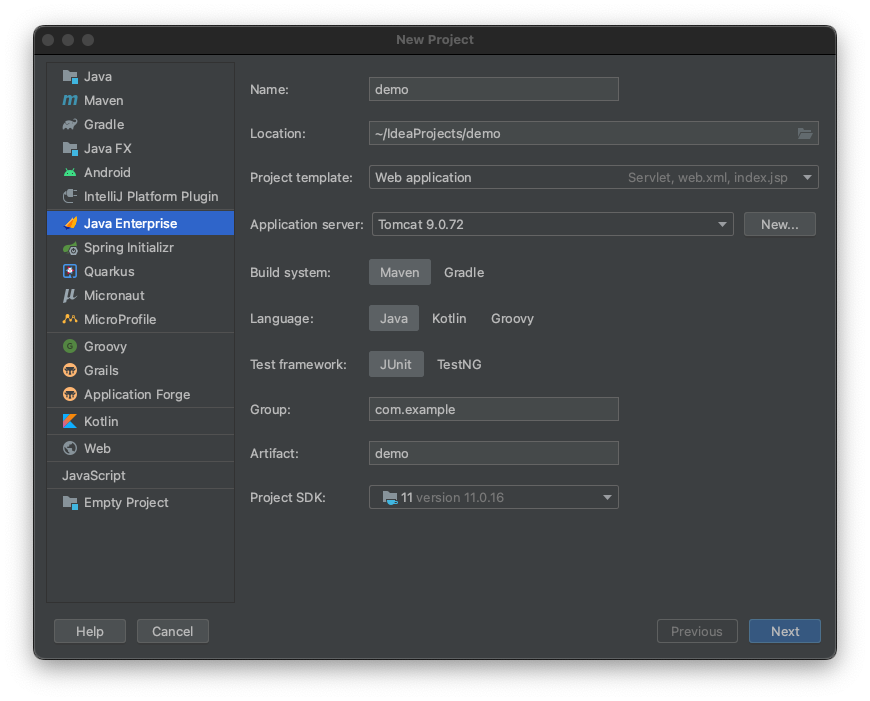 New Project
Java
Maven
Gradle
Java FX
Android
IntelliJ Platform Plugin
Java Enterprise
Spring Initializr
Quarkus
Micronaut
MicroProfile
Groovy
Grails
Application Forge
Kotlin
Web
JavaScript
Empty Project
Name: demo
Location: ~/IdeaProjects/demo
Project template: Web application Servlet, web.xml, index.jsp
Application server: Tomcat 9.0.72 New...
Build system: Maven Gradle
Language: Java Kotlin Groovy
Test framework: JUnit TestNG
Group: com.example
Artifact: demo
Project SDK: 11 version 11.0.16
Help Cancel Previous Next